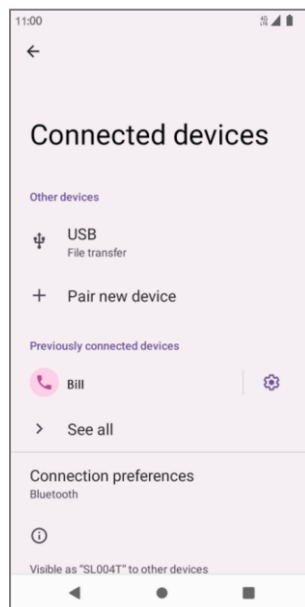 11:00
Connected devices
Other devices
USB
File transfer
Pair new device
Previously connected devices
Bill
See all
Connection preferences
Bluetooth
Visible as "SL004T" to other devices